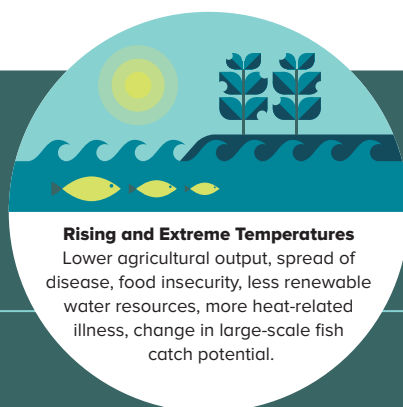 Rising and Extreme Temperatures
Lower agricultural output, spread of
disease, food insecurity, less renewable
water resources, more heat-related
illness, change in large-scale fish
catch potential.